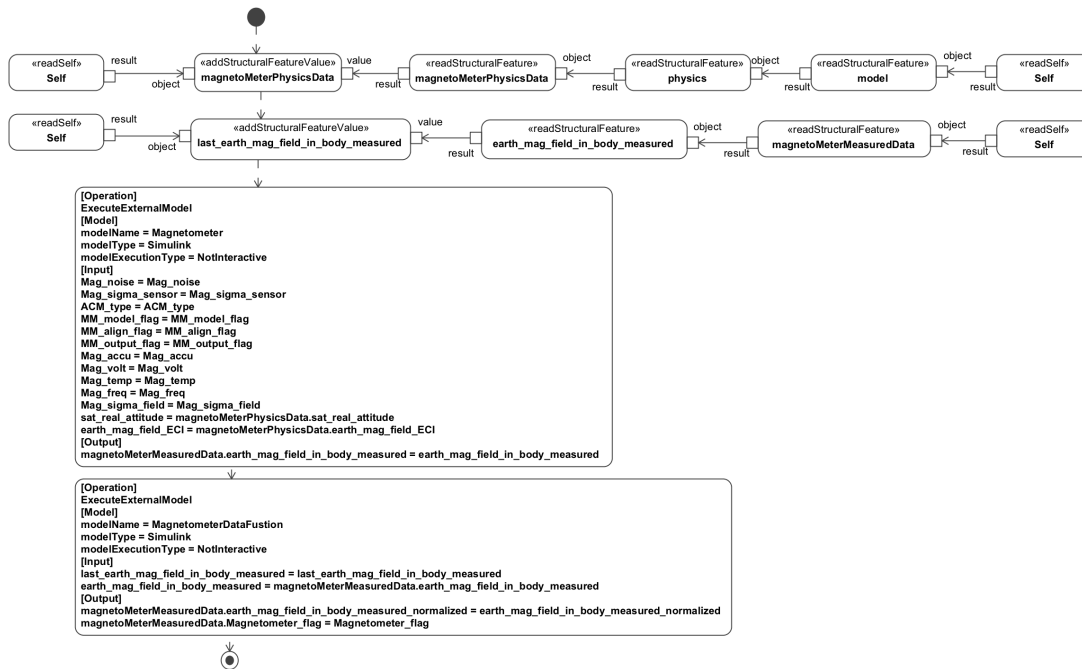 «readSelf»
Self
result
object
«addStructuralFeatureValue»
magnetoMeterPhysicsData
value
result
«readStructuralFeature»
magnetoMeterPhysicsData
object
result
«readStructuralFeature»
physics
object
result
«readStructuralFeature»
model
object
result
«readSelf»
Self
«readSelf»
Self
result
object
«addStructuralFeatureValue»
last_earth_mag_field_in_body_measured
value
result
«readStructuralFeature»
earth_mag_field_in_body_measured
object
result
«readStructuralFeature»
magnetoMeterMeasuredData
object
result
«readSelf»
Self
[Operation]
ExecuteExternalModel
[Model]
modelName = Magnetometer
modelType = Simulink
modelExecutionType = NotInteractive
[Input]
Mag_noise = Mag_noise
Mag_sigma_sensor = Mag_sigma_sensor
ACM_type = ACM_type
MM_model_flag = MM_model_flag
MM_align_flag = MM_align_flag
MM_output_flag = MM_output_flag
Mag_accu = Mag_accu
Mag_volt = Mag_volt
Mag_temp = Mag_temp
Mag_freq = Mag_freq
Mag_sigma_field = Mag_sigma_field
sat_real_attitude = magnetoMeterPhysicsData.sat_real_attitude
earth_mag_field_ECI = magnetoMeterPhysicsData.earth_mag_field_ECI
[Output]
magnetoMeterMeasuredData.earth_mag_field_in_body_measured = earth_mag_field_in_body_measured
[Operation]
ExecuteExternalModel
[Model]
modelName = MagnetometerDataFustion
modelType = Simulink
modelExecutionType = NotInteractive
[Input]
last_earth_mag_field_in_body_measured = last_earth_mag_field_in_body_measured
earth_mag_field_in_body_measured = magnetoMeterMeasuredData.earth_mag_field_in_body_measured
[Output]
magnetoMeterMeasuredData.earth_mag_field_in_body_measured_normalized = earth_mag_field_in_body_measured_normalized
magnetoMeterMeasuredData.Magnetometer_flag = Magnetometer_flag